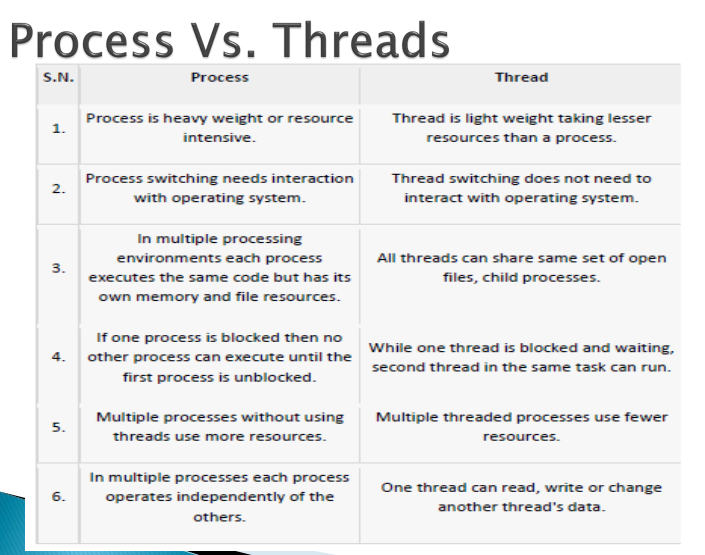 Process Vs. Threads
S.N. Process Thread
1. Process is heavy weight or resource
intensive.
Thread is light weight taking lesser
resources than a process.
2. Process switching needs interaction
with operating system.
Thread switching does not need to
interact with operating system.
3. In multiple processing
environments each process
executes the same code but has its
own memory and file resources.
All threads can share same set of open
files, child processes.
4. If one process is blocked then no
other process can execute until the
first process is unblocked.
While one thread is blocked and waiting,
second thread in the same task can run.
5. Multiple processes without using
threads use more resources.
Multiple threaded processes use fewer
resources.
6. In multiple processes each process
operates independently of the
others.
One thread can read, write or change
another thread's data.